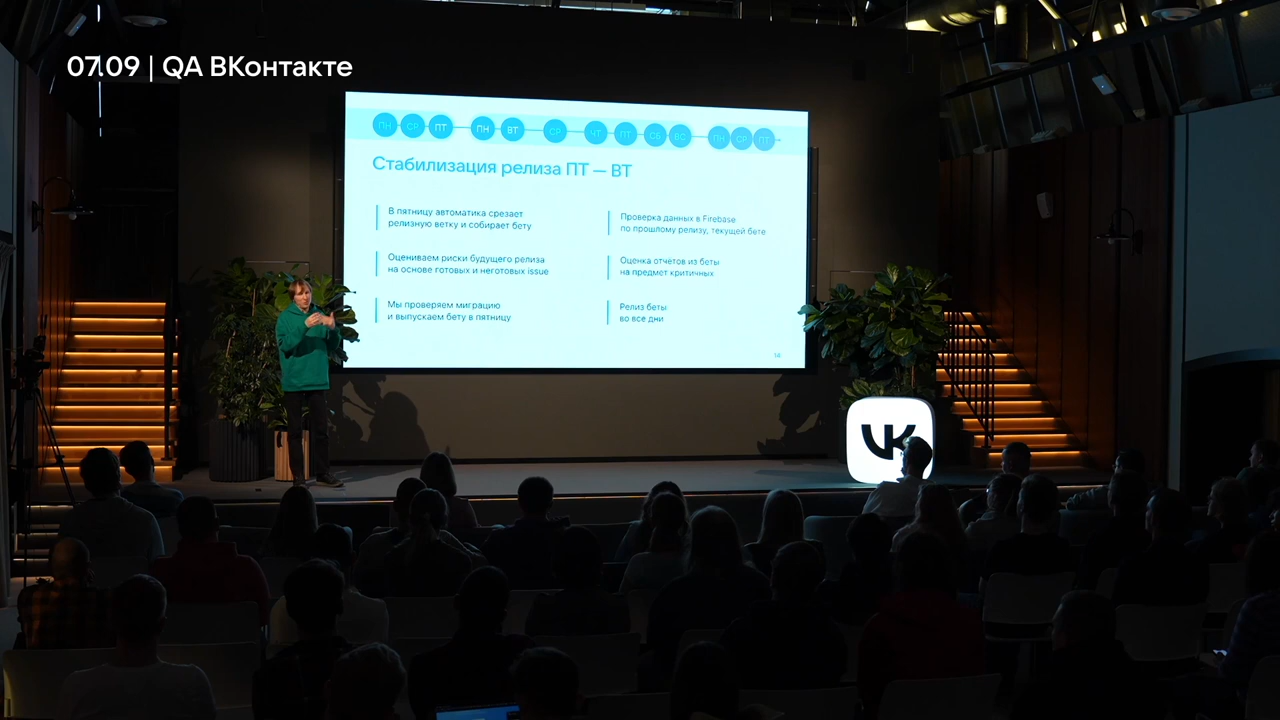 07.09 | QA ВКонтакте
ПН СР ПТ ПН ВТ СР ЧТ ПТ СБ ВС ПН СР ПТ
Стабилизация релиза ПТ — ВТ
В пятницу автоматика срезает
релизную ветку и собирает бету
Оцениваем риски будущего релиза
на основе готовых и неготовых issue
Мы проверяем миграцию
и выпускаем бету в пятницу
Проверка данных в Firebase
по прошлому релизу, текущей бете
Оценка отчетов из беты
на предмет критичных
Релиз беты
во все дни
14
VK